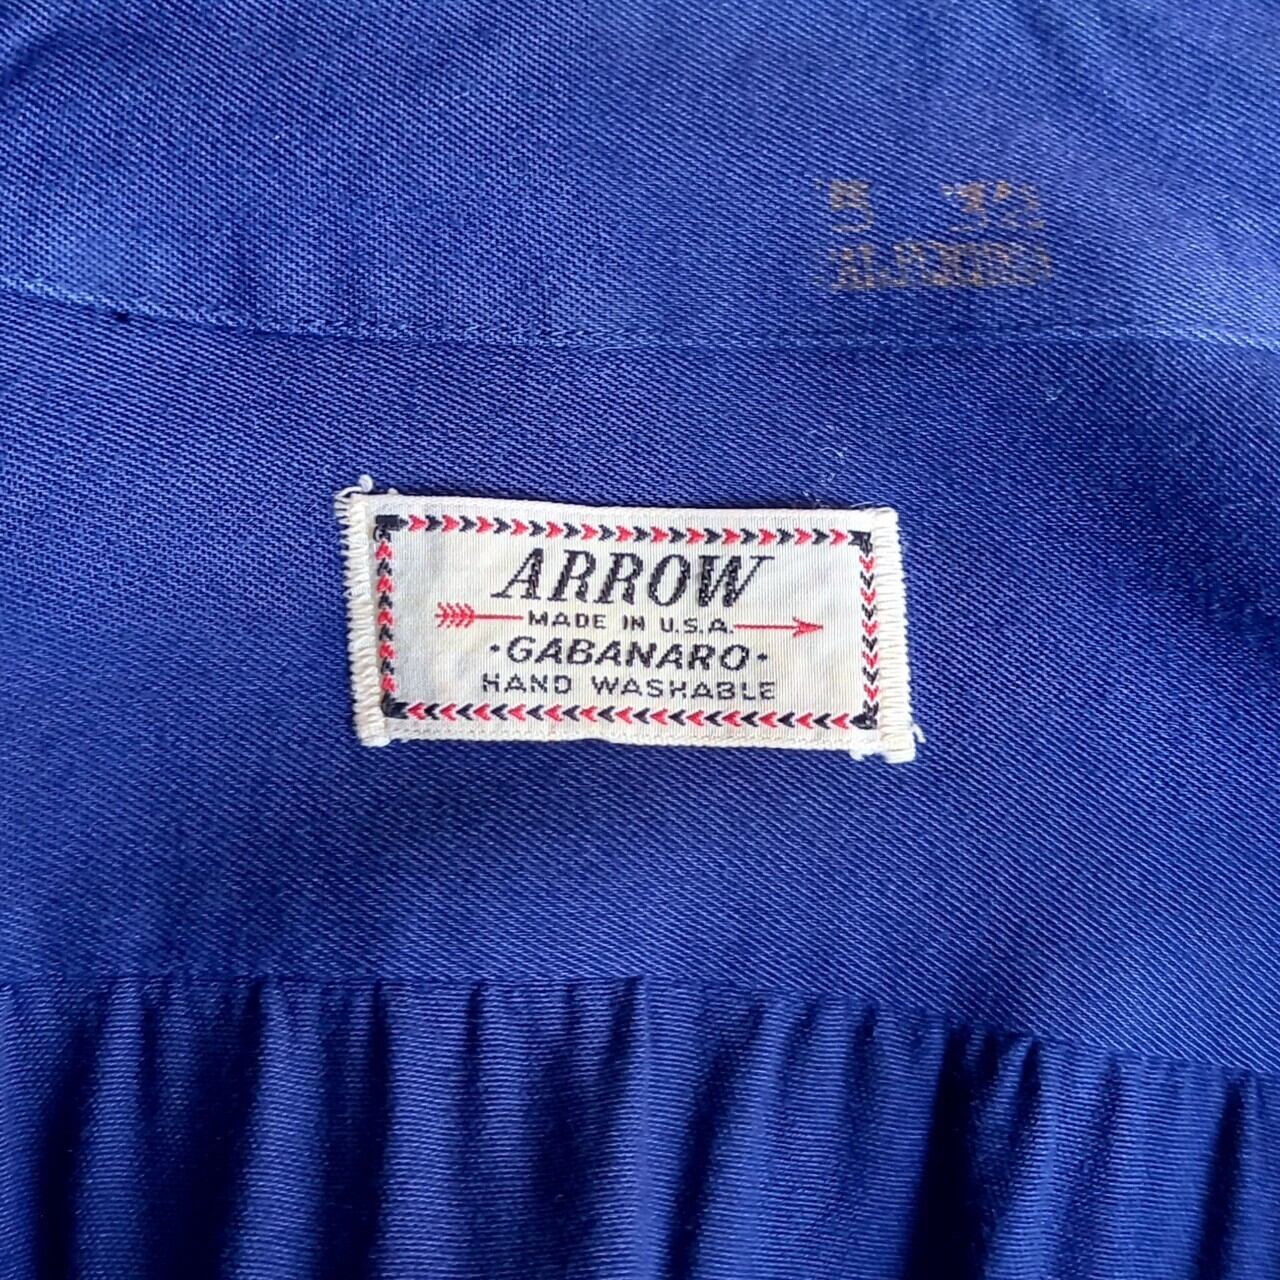 ARROW
MADE IN U.S.A.
·GABANARO·
HAND WASHABLE